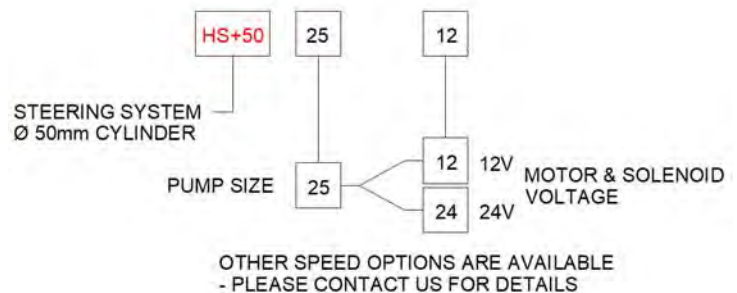 HS+50 25 12
STEERING SYSTEM
Ø 50mm CYLINDER
PUMP SIZE 25 12 12V MOTOR & SOLENOID
VOLTAGE
24 24V
OTHER SPEED OPTIONS ARE AVAILABLE
- PLEASE CONTACT US FOR DETAILS